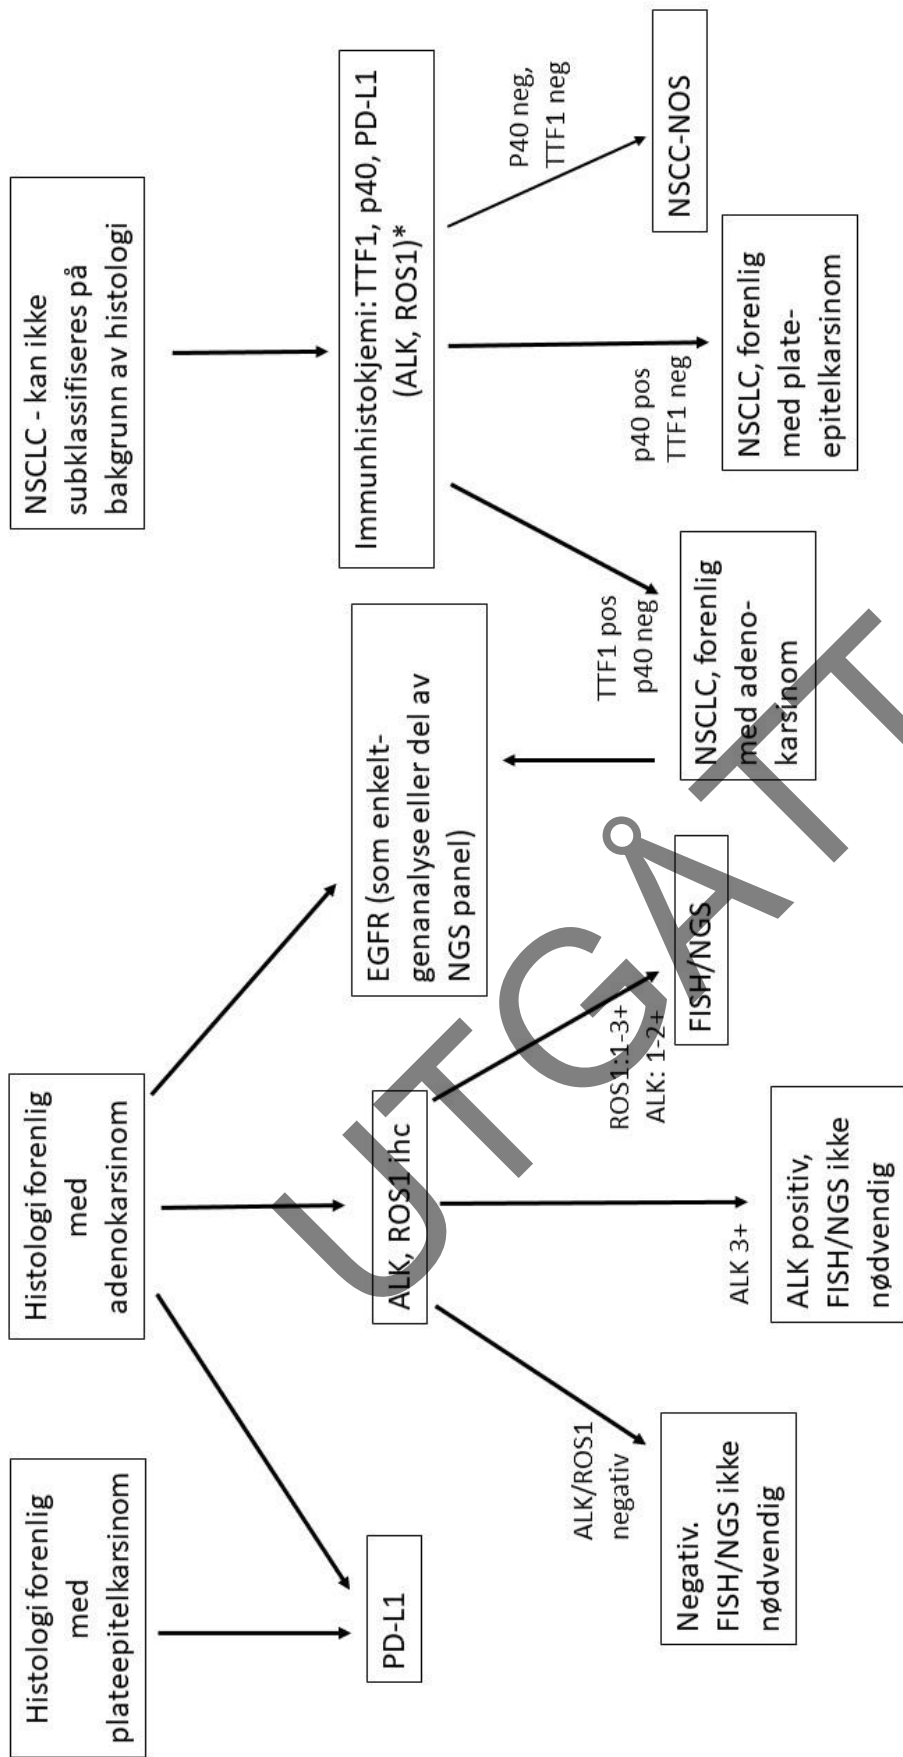 Histologi forenlig
med
plateepitelkarsinom
Histologi forenlig
med
adenokarsinom
NSCLC - kan ikke
subklassifiseres på
bakgrunn av histologi
PD-L1
ALK, ROS1 ihc
EGFR (som enkelt-
genanalyse eller del av
NGS panel)
Immunhistokjemi: TTF1, p40, PD-L1
(ALK, ROS1)*
ALK/ROS1
negativ
ALK 3+
ROS1:1-3+
ALK: 1-2+
TTF1 pos
p40 neg
p40 pos
TTF1 neg
P40 neg,
TTF1 neg
Negativ.
FISH/NGS ikke
nødvendig
ALK positiv,
FISH/NGS ikke
nødvendig
FISH/NGS
NSCLC, forenlig
med adeno-
karsinom
NSCLC, forenlig
med plate-
epitelkarsinom
NSCC-NOS
UTGÅTT